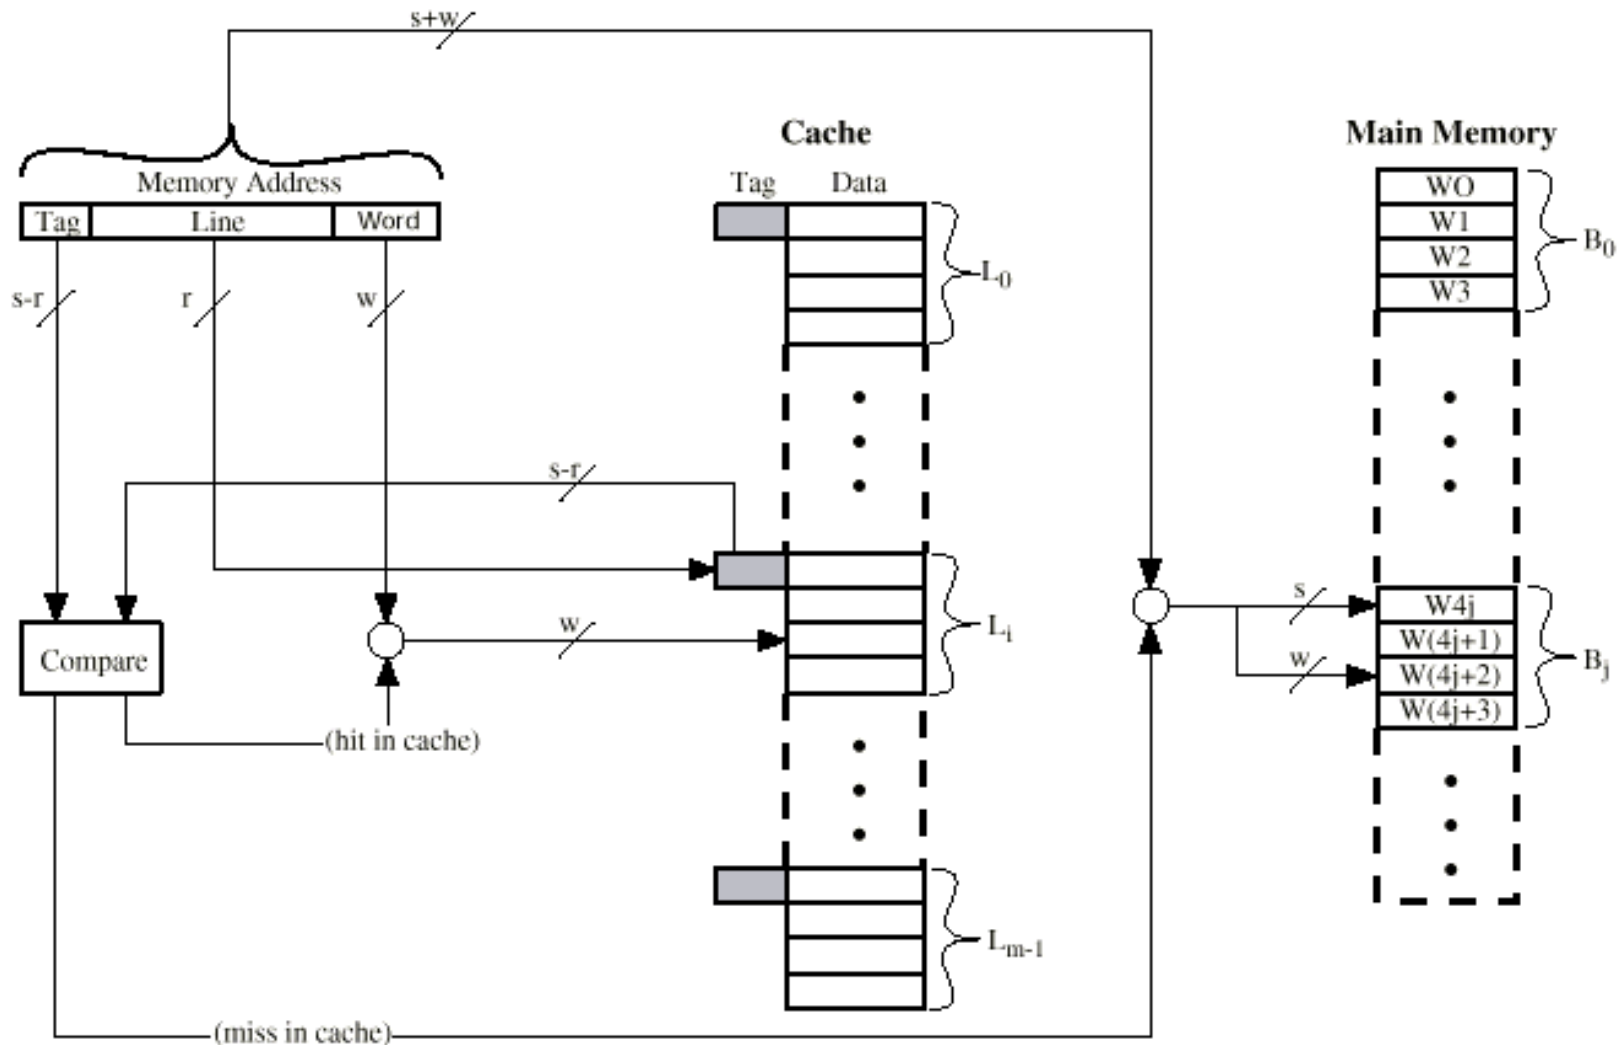 s+w
Cache
Main Memory
Memory Address
Tag Data
Tag Line Word
WO
W1
W2
W3
B0
L0
s-r
r
w
s-r
Li
w
Compare
(hit in cache)
s
w
W4j
W(4j+1)
W(4j+2)
W(4j+3)
Bj
Lm-1
(miss in cache)